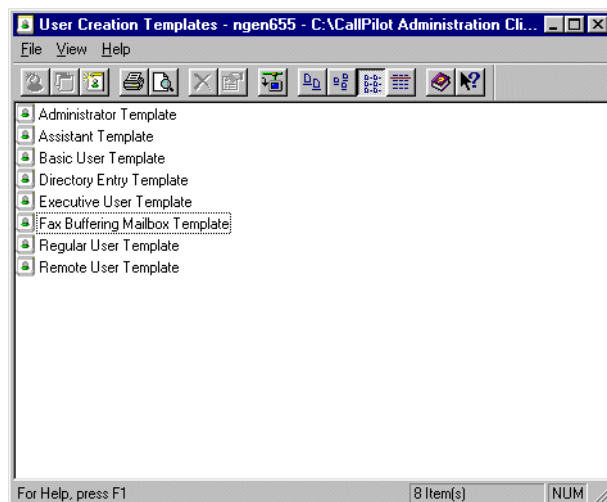 User Creation Templates - ngen655 - C:\CallPilot Administration Cli...
File View Help
Administrator Template
Assistant Template
Basic User Template
Directory Entry Template
Executive User Template
Fax Buffering Mailbox Template
Regular User Template
Remote User Template
For Help, press F1 8 Item(s) NUM